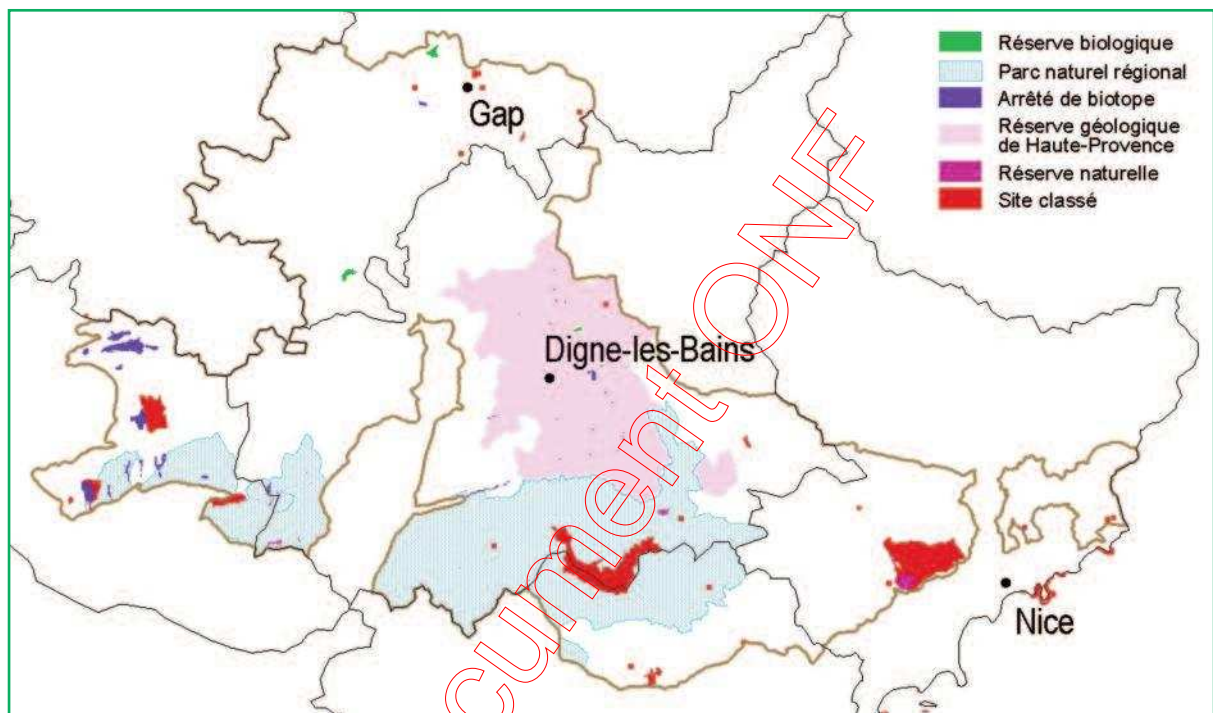 Réserve biologique
Parc naturel régional
Arrêté de biotope
Réserve géologique
de Haute-Provence
Réserve naturelle
Site classé
Gap
Digne-les-Bains
Nice
cument ONF